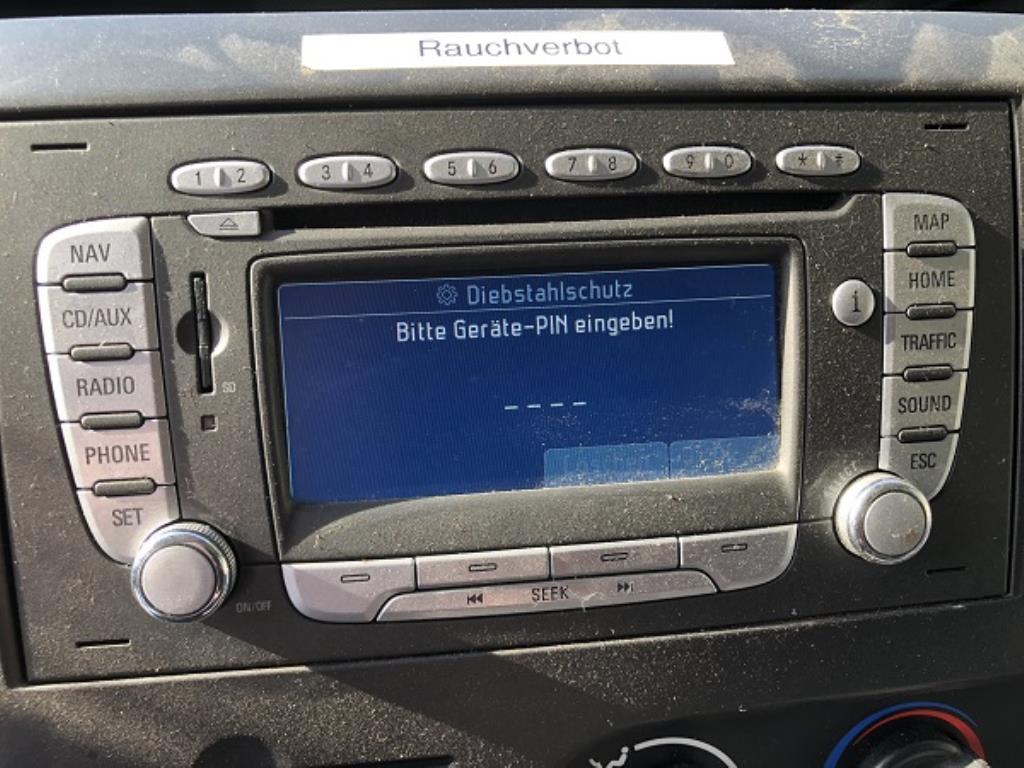 Rauchverbot
1 2
3 4
5 6
7 8
9 0
* #
NAV
CD/AUX
RADIO
PHONE
SET
ON/OFF
SD
Diebstahlschutz
Bitte Geräte-PIN eingeben!
_ _ _ _
Löschen
i
MAP
HOME
TRAFFIC
SOUND
ESC
SEEK